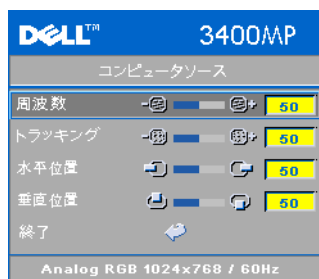 DELL™ 3400MP
コンピュータソース
周波数 - + 50
トラッキング - + 50
水平位置 50
垂直位置 50
終了
Analog RGB 1024x768 / 60Hz